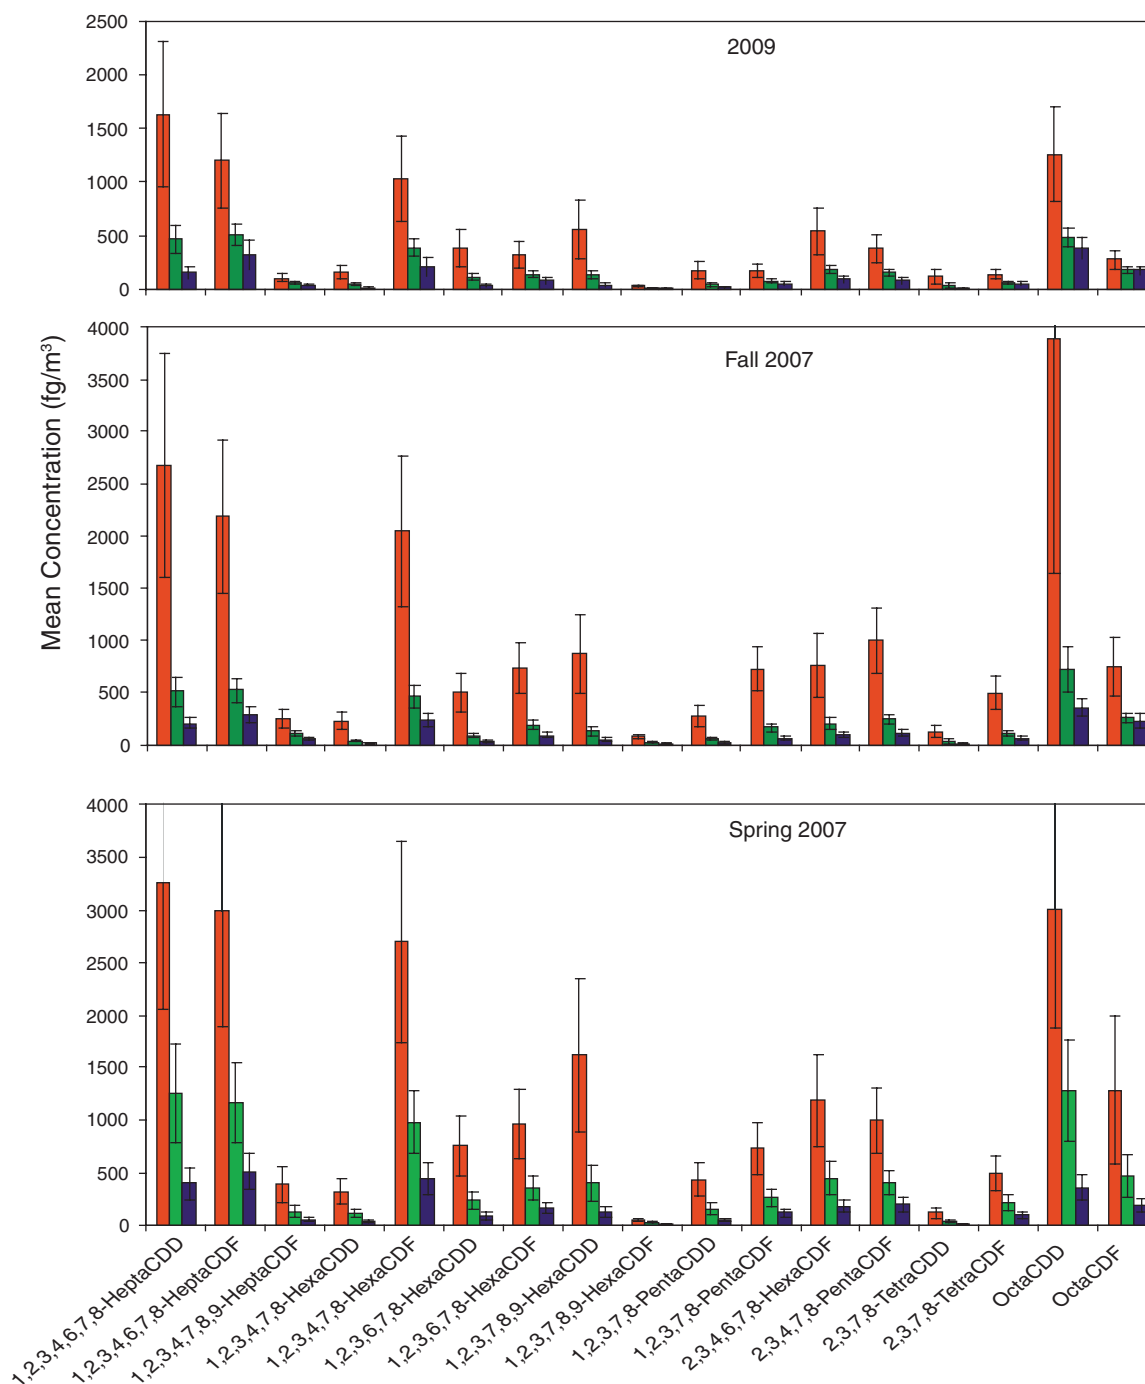 2009
2500
2000
1500
1000
500
0
Mean Concentration (fg/m³)
Fall 2007
4000
3500
3000
2500
2000
1500
1000
500
0
Spring 2007
4000
3500
3000
2500
2000
1500
1000
500
0
1,2,3,4,6,7,8-HeptaCDD
1,2,3,4,6,7,8-HeptaCDF
1,2,3,4,7,8,9-HeptaCDF
1,2,3,4,7,8-HexaCDD
1,2,3,4,7,8-HexaCDF
1,2,3,6,7,8-HexaCDD
1,2,3,6,7,8-HexaCDF
1,2,3,7,8,9-HexaCDD
1,2,3,7,8,9-HexaCDF
1,2,3,7,8-PentaCDD
1,2,3,7,8-PentaCDF
2,3,4,6,7,8-HexaCDF
2,3,4,7,8-PentaCDF
2,3,7,8-TetraCDD
2,3,7,8-TetraCDF
OctaCDD
OctaCDF